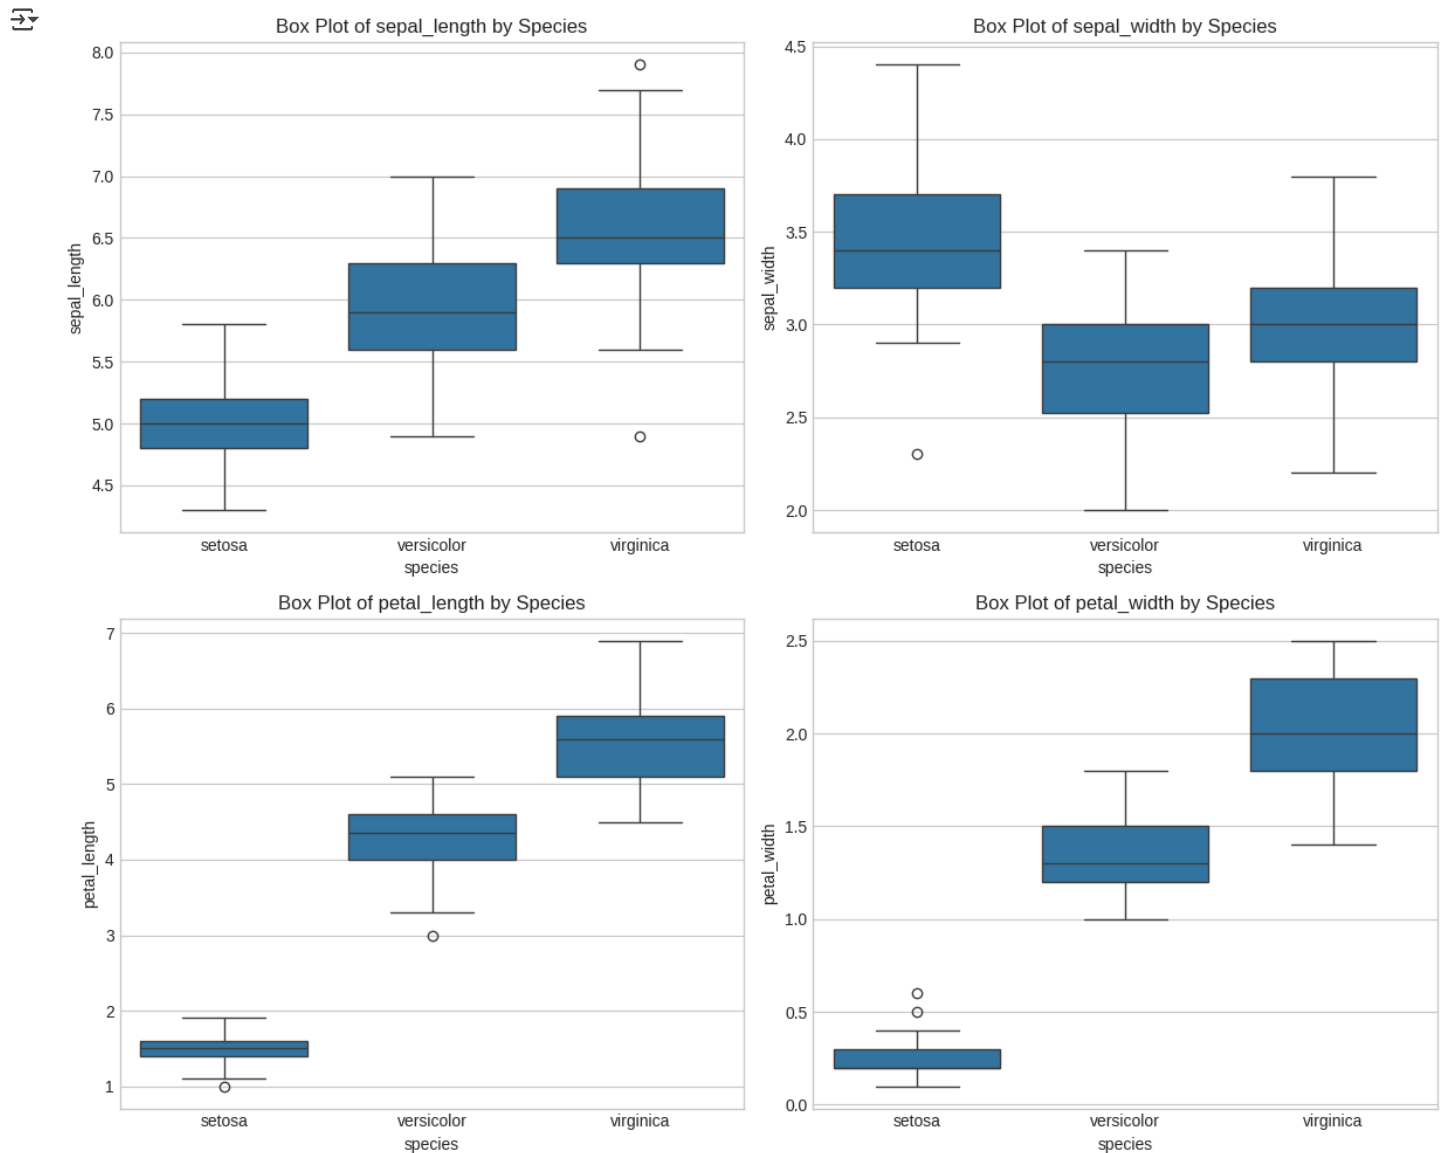 Box Plot of sepal_length by Species
8.0
7.5
7.0
6.5
6.0
5.5
5.0
4.5
sepal_length
setosa versicolor virginica
species
Box Plot of sepal_width by Species
4.5
4.0
3.5
3.0
2.5
2.0
sepal_width
setosa versicolor virginica
species
Box Plot of petal_length by Species
7
6
5
4
3
2
1
petal_length
setosa versicolor virginica
species
Box Plot of petal_width by Species
2.5
2.0
1.5
1.0
0.5
0.0
petal_width
setosa versicolor virginica
species